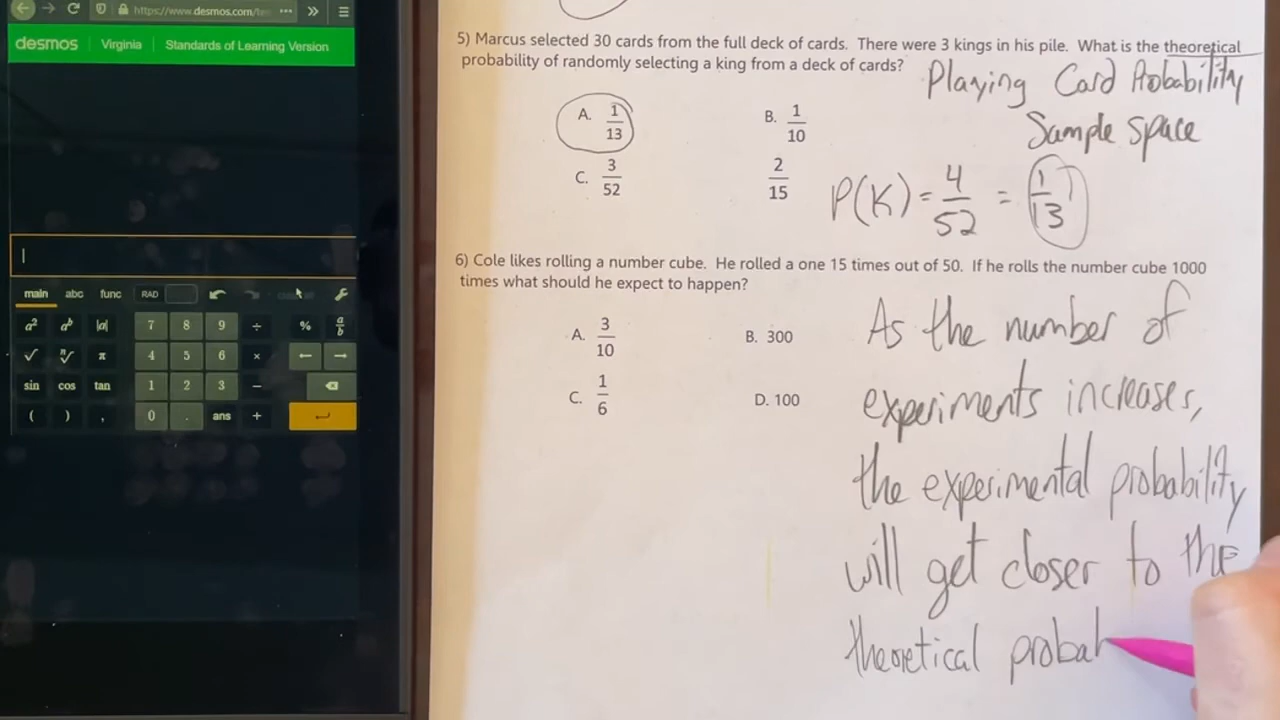 https://www.desmos.com/te
desmos Virginia Standards of Learning Version
main abc func RAD
a² aᵇ |a| 7 8 9 ÷ % a/b
√ ⁿ√ π 4 5 6 × ← →
sin cos tan 1 2 3 −
( ) , 0 . ans +
5) Marcus selected 30 cards from the full deck of cards. There were 3 kings in his pile. What is the theoretical
probability of randomly selecting a king from a deck of cards?
Playing Card Probability
Sample space
A. 1/13
B. 1/10
C. 3/52
2/15
P(K) = 4/52 = 1/13
6) Cole likes rolling a number cube. He rolled a one 15 times out of 50. If he rolls the number cube 1000
times what should he expect to happen?
A. 3/10
B. 300
C. 1/6
D. 100
As the number of
experiments increases,
the experimental probability
will get closer to the
theoretical probab